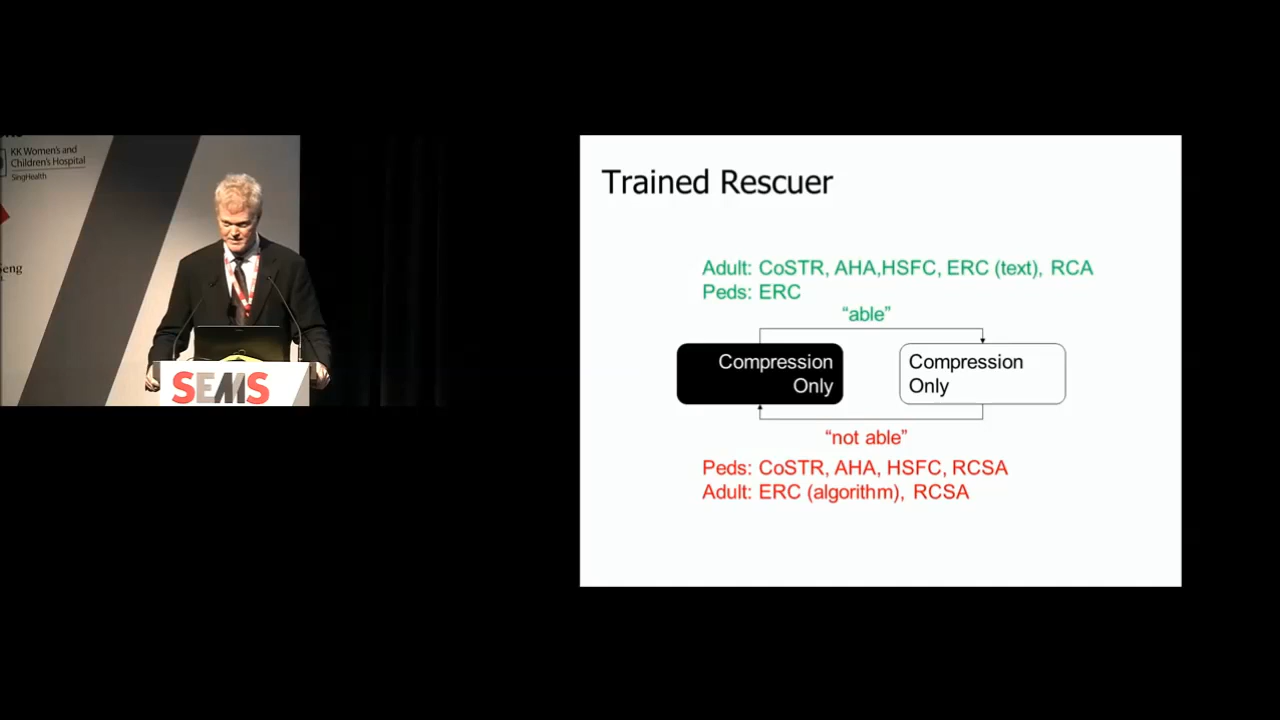 KK Women's and
Children's Hospital
SingHealth
SEMS
Trained Rescuer
Adult: CoSTR, AHA,HSFC, ERC (text), RCA
Peds: ERC
“able”
Compression
Only
Compression
Only
“not able”
Peds: CoSTR, AHA, HSFC, RCSA
Adult: ERC (algorithm), RCSA